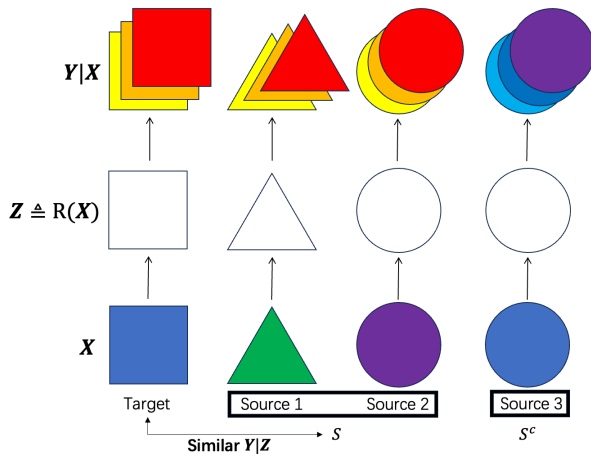 Y|X
Z ≜ R(X)
X
Target
Source 1
Source 2
Source 3
S
S^c
Similar Y|Z